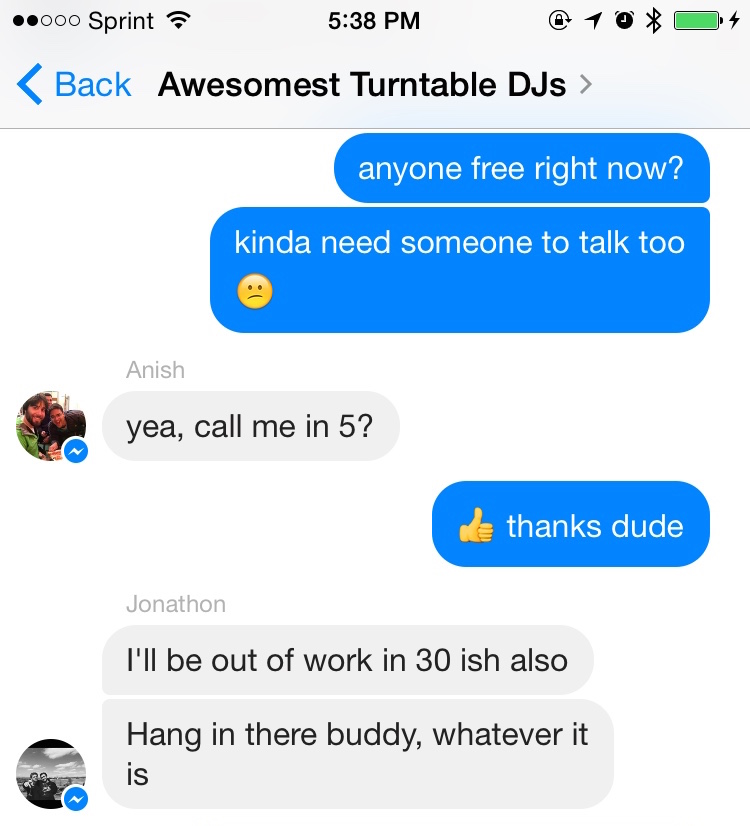 Sprint 5:38 PM
Back Awesomest Turntable DJs
anyone free right now?
kinda need someone to talk too
😕
Anish
yea, call me in 5?
👍 thanks dude
Jonathon
I'll be out of work in 30 ish also
Hang in there buddy, whatever it
is